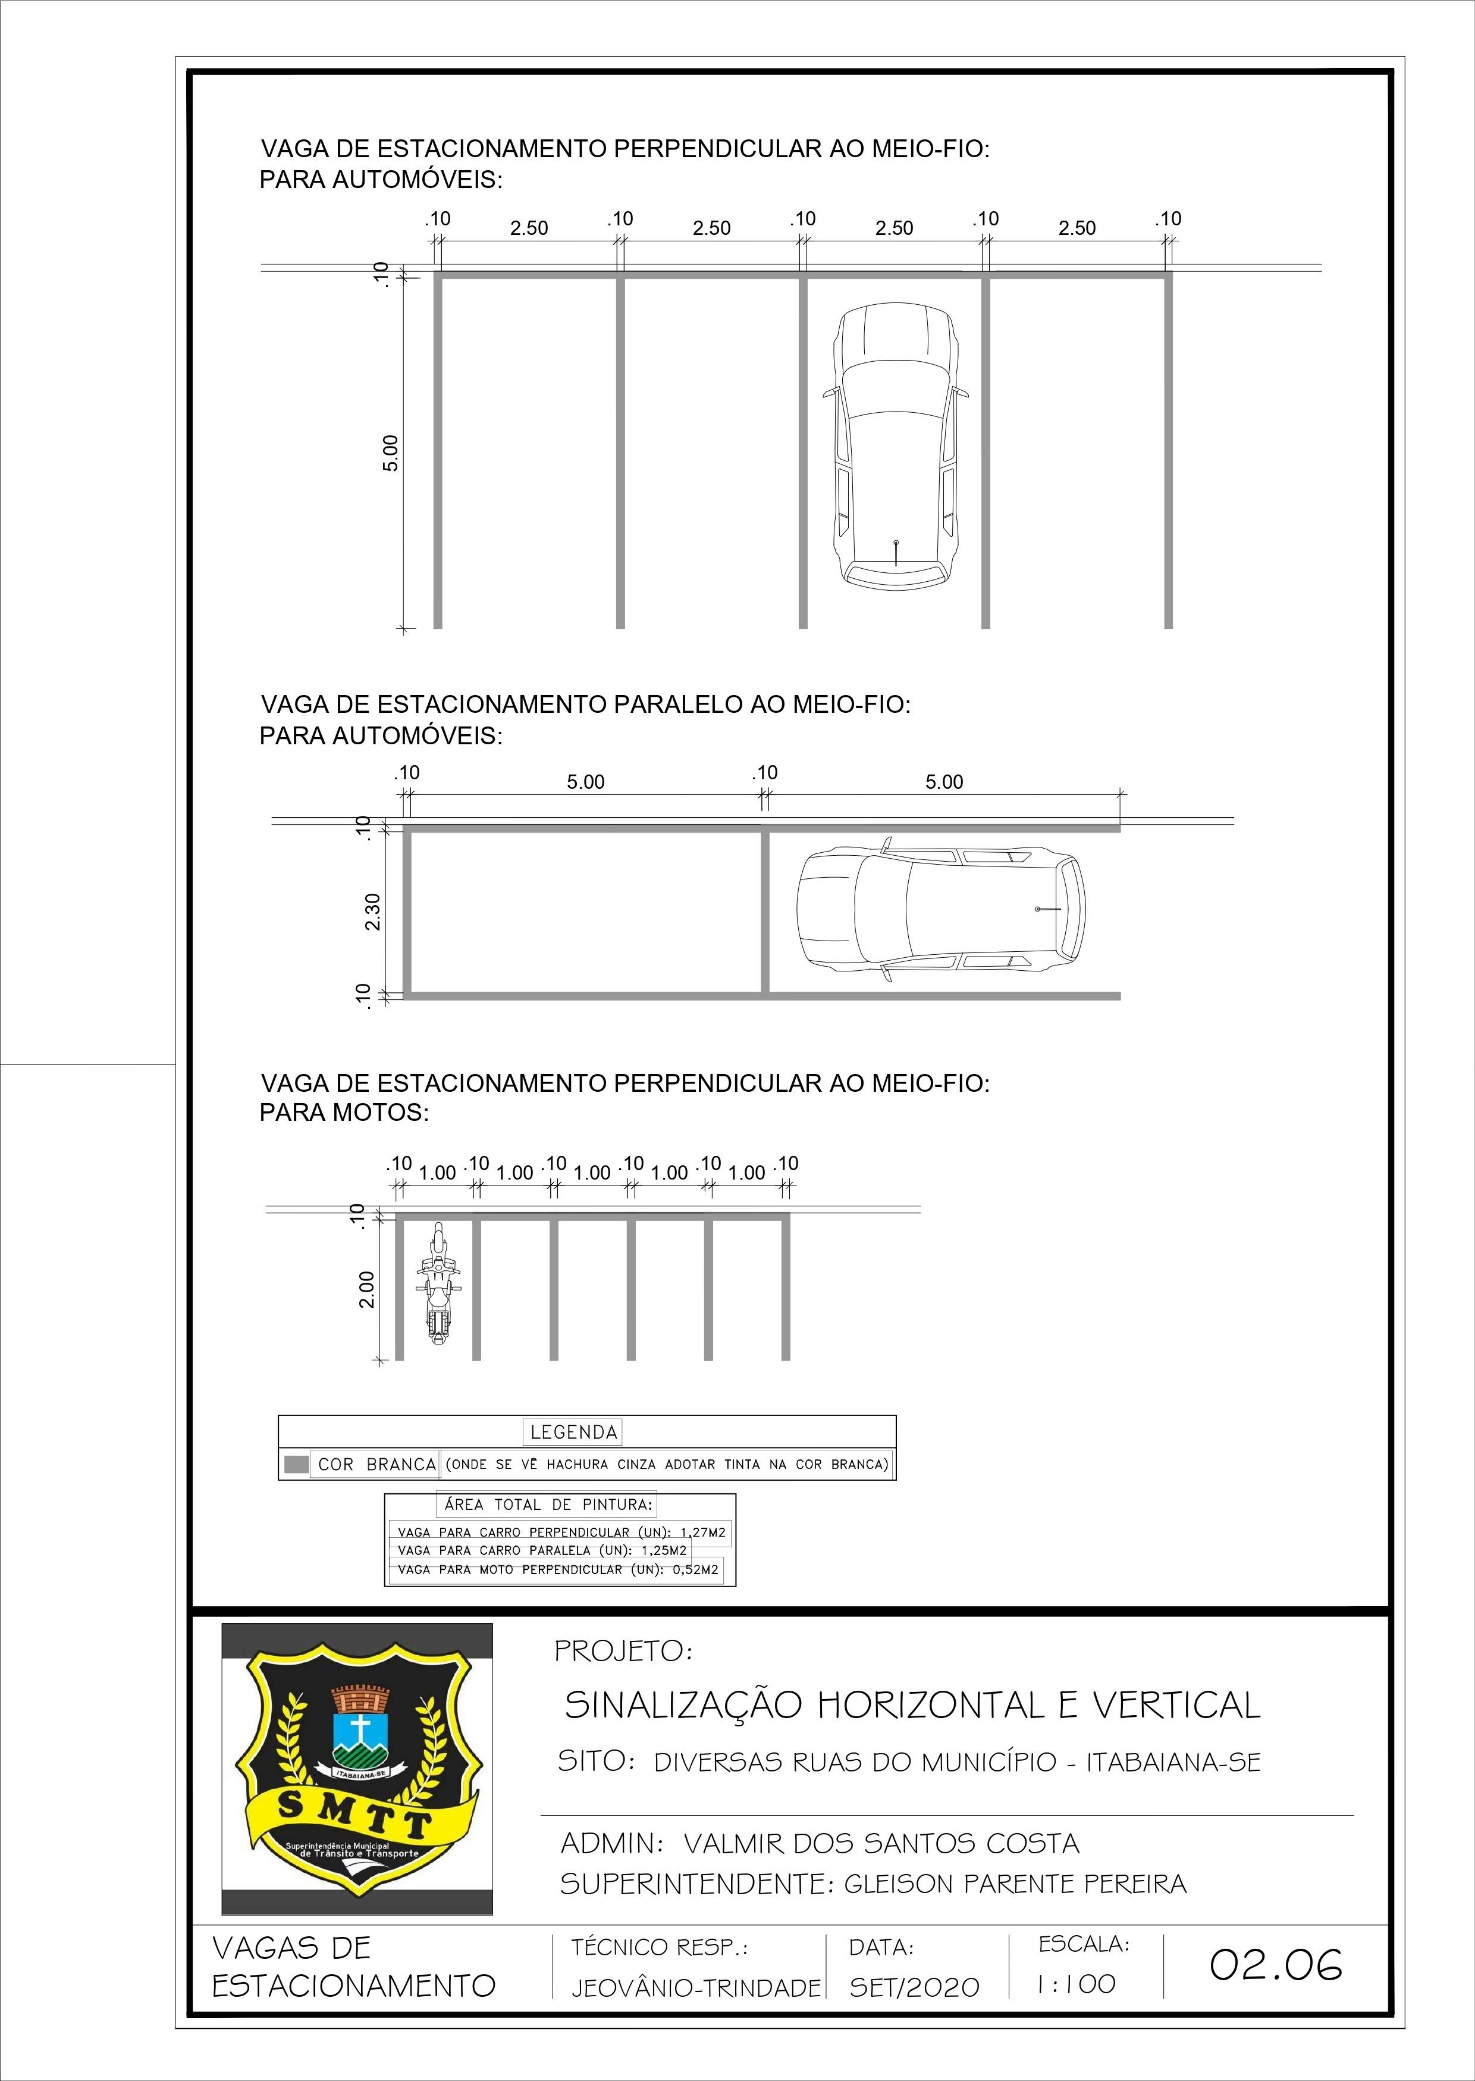 VAGA DE ESTACIONAMENTO PERPENDICULAR AO MEIO-FIO:
PARA AUTOMÓVEIS:
.10 2.50 .10 2.50 .10 2.50 .10 2.50 .10
.10
5.00
VAGA DE ESTACIONAMENTO PARALELO AO MEIO-FIO:
PARA AUTOMÓVEIS:
.10 5.00 .10 5.00
.10
2.30
.10
VAGA DE ESTACIONAMENTO PERPENDICULAR AO MEIO-FIO:
PARA MOTOS:
.10 1.00 .10 1.00 .10 1.00 .10 1.00 .10 1.00 .10
.10
2.00
LEGENDA
COR BRANCA (ONDE SE VÊ HACHURA CINZA ADOTAR TINTA NA COR BRANCA)
ÁREA TOTAL DE PINTURA:
VAGA PARA CARRO PERPENDICULAR (UN): 1,27M2
VAGA PARA CARRO PARALELA (UN): 1,25M2
VAGA PARA MOTO PERPENDICULAR (UN): 0,52M2
ITABAIANA-SE
SMTT
Superintendência Municipal
de Trânsito e Transporte
PROJETO:
SINALIZAÇÃO HORIZONTAL E VERTICAL
SITO: DIVERSAS RUAS DO MUNICÍPIO - ITABAIANA-SE
ADMIN: VALMIR DOS SANTOS COSTA
SUPERINTENDENTE: GLEISON PARENTE PEREIRA
VAGAS DE
ESTACIONAMENTO
TÉCNICO RESP.:
JEOVÂNIO-TRINDADE
DATA:
SET/2020
ESCALA:
1:100
02.06